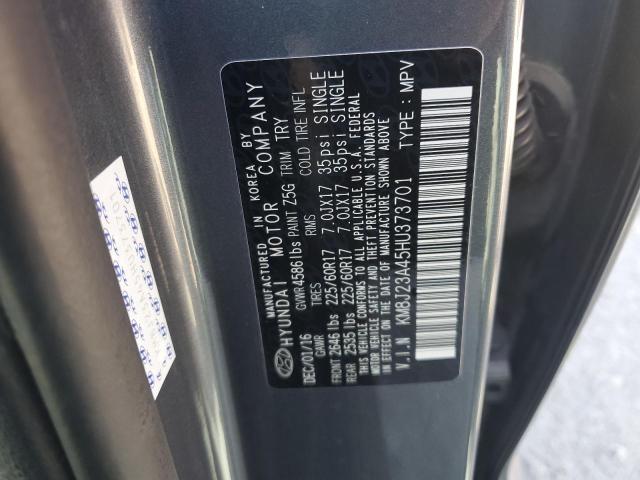 MANUFACTURED IN KOREA BY
HYUNDAI MOTOR COMPANY
DEC/01/16 GVWR 4586 lbs PAINT Z5G TRIM TRY
GAWR TIRES RIMS COLD TIRE INFL
FRONT 2646 lbs 225/60R17 7.0JX17 35psi SINGLE
REAR 2535 lbs 225/60R17 7.0JX17 35psi SINGLE
THIS VEHICLE CONFORMS TO ALL APPLICABLE U.S.A. FEDERAL
MOTOR VEHICLE SAFETY AND THEFT PREVENTION STANDARDS
IN EFFECT ON THE DATE OF MANUFACTURE SHOWN ABOVE
V.I.N KM8J23A45HU373701 TYPE : MPV